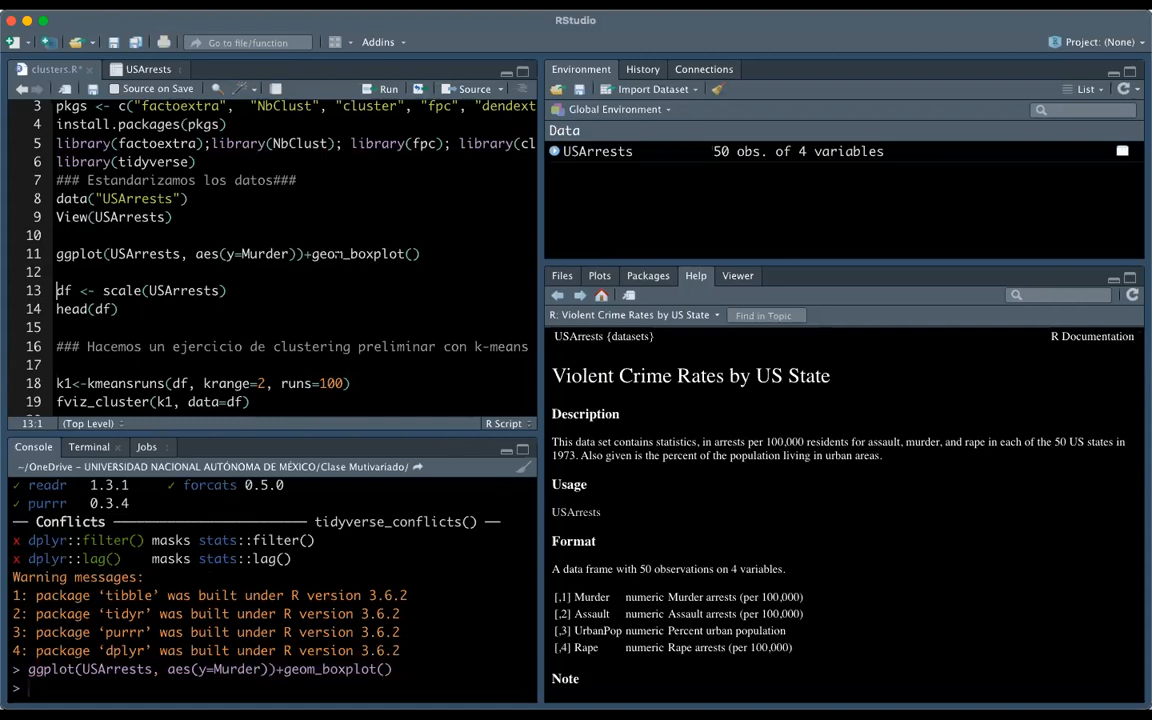 RStudio
Go to file/function
Addins
Project: (None)
clusters.R*
USArrests
Source on Save
Run
Source
3 pkgs <- c("factoextra",  "NbClust", "cluster", "fpc", "dendext
4 install.packages(pkgs)
5 library(factoextra);library(NbClust); library(fpc); library(cl
6 library(tidyverse)
7 ### Estandarizamos los datos###
8 data("USArrests")
9 View(USArrests)
10
11 ggplot(USArrests, aes(y=Murder))+geom_boxplot()
12
13 df <- scale(USArrests)
14 head(df)
15
16 ### Hacemos un ejercicio de clustering preliminar con k-means
17
18 k1<-kmeansruns(df, krange=2, runs=100)
19 fviz_cluster(k1, data=df)
13:1 (Top Level) R Script
Console Terminal Jobs
~/OneDrive - UNIVERSIDAD NACIONAL AUTÓNOMA DE MÉXICO/Clase Mutivariado/
✓ readr 1.3.1 ✓ forcats 0.5.0
✓ purrr 0.3.4
── Conflicts ──────────────── tidyverse_conflicts() ──
x dplyr::filter() masks stats::filter()
x dplyr::lag() masks stats::lag()
Warning messages:
1: package ‘tibble’ was built under R version 3.6.2
2: package ‘tidyr’ was built under R version 3.6.2
3: package ‘purrr’ was built under R version 3.6.2
4: package ‘dplyr’ was built under R version 3.6.2
> ggplot(USArrests, aes(y=Murder))+geom_boxplot()
>
Environment History Connections
Import Dataset
List
Global Environment
Data
USArrests 50 obs. of 4 variables
Files Plots Packages Help Viewer
R: Violent Crime Rates by US State
Find in Topic
USArrests {datasets} R Documentation
Violent Crime Rates by US State
Description
This data set contains statistics, in arrests per 100,000 residents for assault, murder, and rape in each of the 50 US states in
1973. Also given is the percent of the population living in urban areas.
Usage
USArrests
Format
A data frame with 50 observations on 4 variables.
[,1] Murder numeric Murder arrests (per 100,000)
[,2] Assault numeric Assault arrests (per 100,000)
[,3] UrbanPop numeric Percent urban population
[,4] Rape numeric Rape arrests (per 100,000)
Note